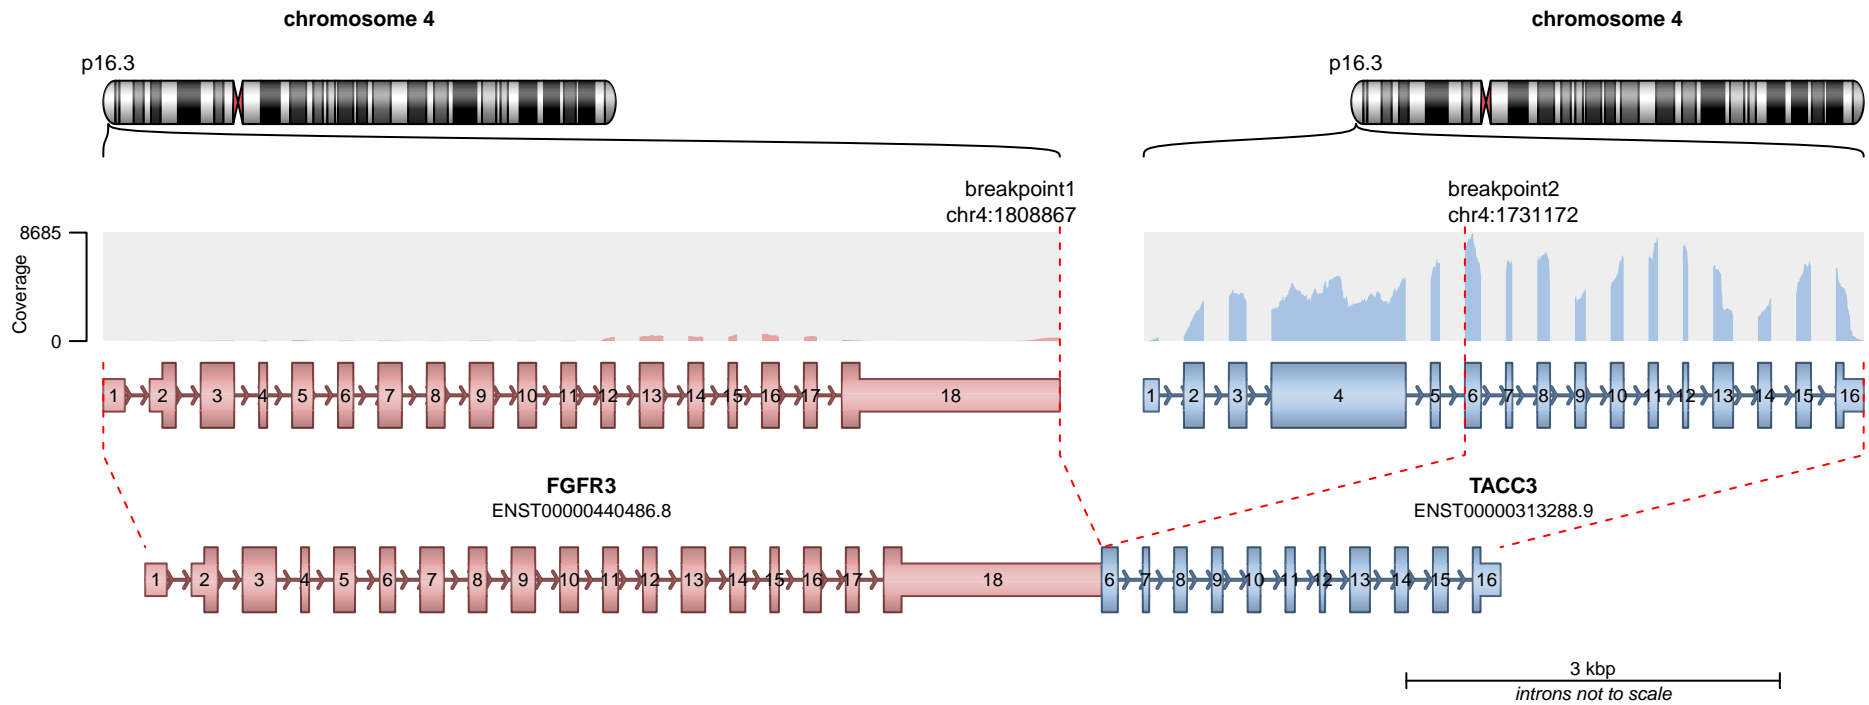 chromosome 4
chromosome 4
p16.3
p16.3
breakpoint1
chr4:1808867
breakpoint2
chr4:1731172
8685
0
Coverage
1 2 3 4 5 6 7 8 9 10 11 12 13 14 15 16 17 18
1 2 3 4 5 6 7 8 9 10 11 12 13 14 15 16
FGFR3
ENST00000440486.8
TACC3
ENST00000313288.9
1 2 3 4 5 6 7 8 9 10 11 12 13 14 15 16 17 18 6 7 8 9 10 11 12 13 14 15 16
3 kbp
introns not to scale